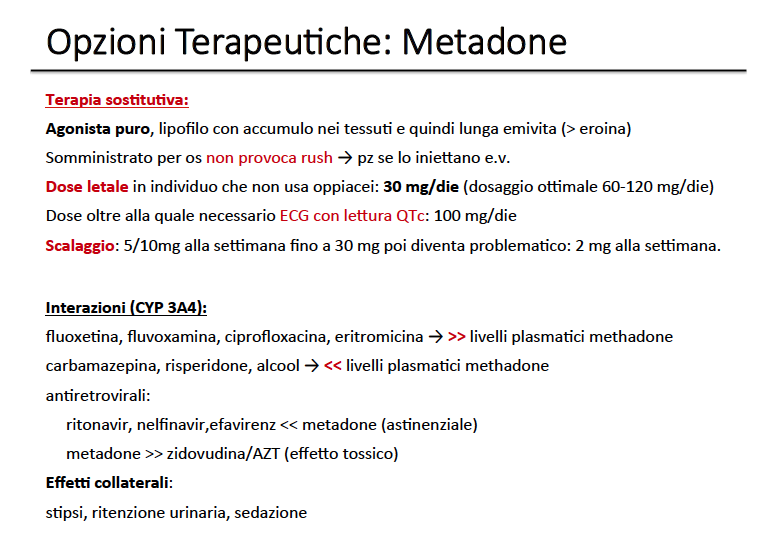 Opzioni Terapeutiche: Metadone
Terapia sostitutiva:
Agonista puro, lipofilo con accumulo nei tessuti e quindi lunga emivita (> eroina)
Somministrato per os non provoca rush → pz se lo iniettano e.v.
Dose letale in individuo che non usa oppiacei: 30 mg/die (dosaggio ottimale 60-120 mg/die)
Dose oltre alla quale necessario ECG con lettura QTc: 100 mg/die
Scalaggio: 5/10mg alla settimana fino a 30 mg poi diventa problematico: 2 mg alla settimana.
Interazioni (CYP 3A4):
fluoxetina, fluvoxamina, ciprofloxacina, eritromicina → >> livelli plasmatici methadone
carbamazepina, risperidone, alcool → << livelli plasmatici methadone
antiretrovirali:
ritonavir, nelfinavir,efavirenz << metadone (astinenziale)
metadone >> zidovudina/AZT (effetto tossico)
Effetti collaterali:
stipsi, ritenzione urinaria, sedazione